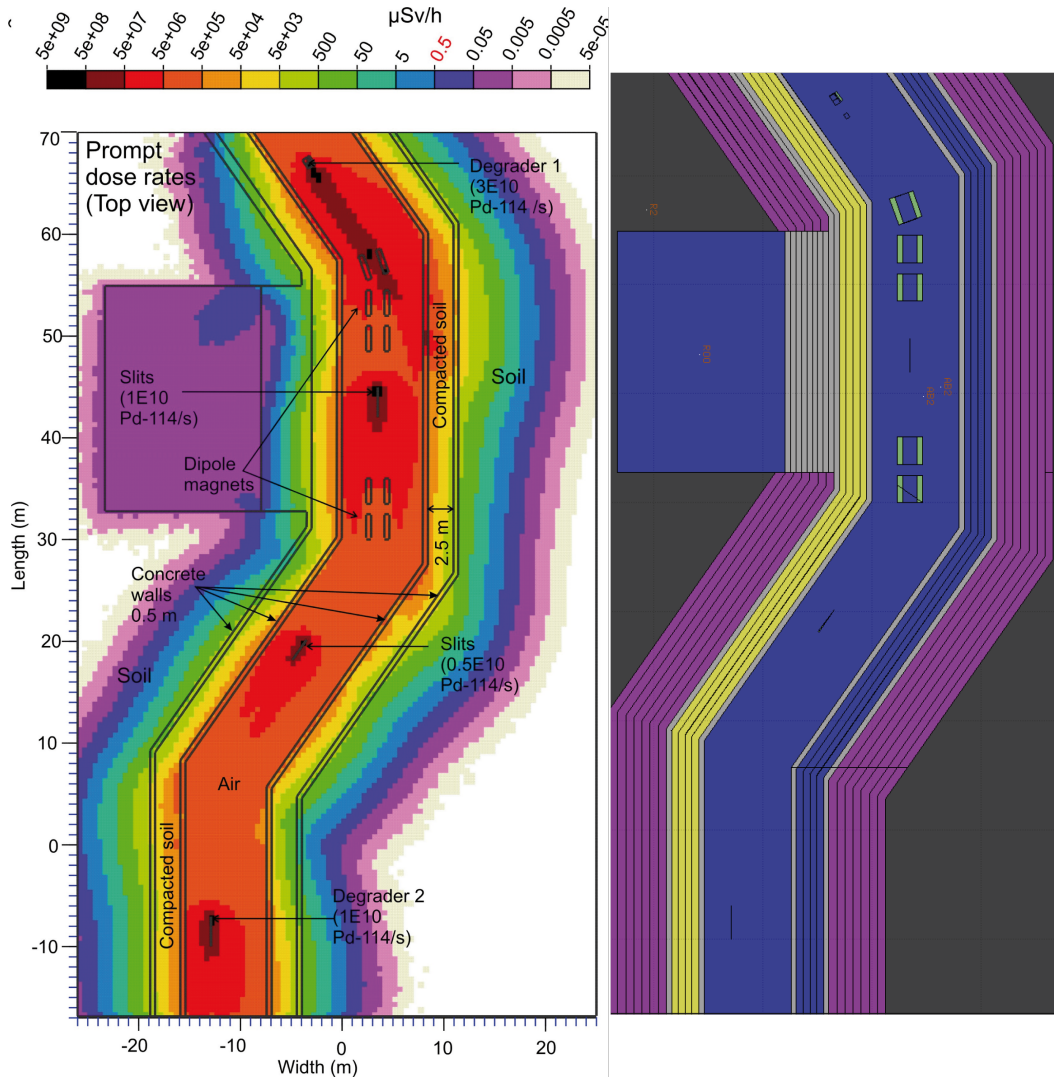 µSv/h
5e+09
5e+08
5e+07
5e+06
5e+05
5e+04
5e+03
500
50
5
0.5
0.05
0.005
0.0005
5e-05
Prompt
dose rates
(Top view)
Degrader 1
(3E10
Pd-114 /s)
Compacted soil
Soil
Slits
(1E10
Pd-114/s)
Dipole
magnets
2.5 m
Concrete
walls
0.5 m
Soil
Slits
(0.5E10
Pd-114/s)
Air
Compacted soil
Degrader 2
(1E10
Pd-114/s)
70
60
50
40
30
20
10
0
-10
Length (m)
-20
-10
0
10
20
Width (m)